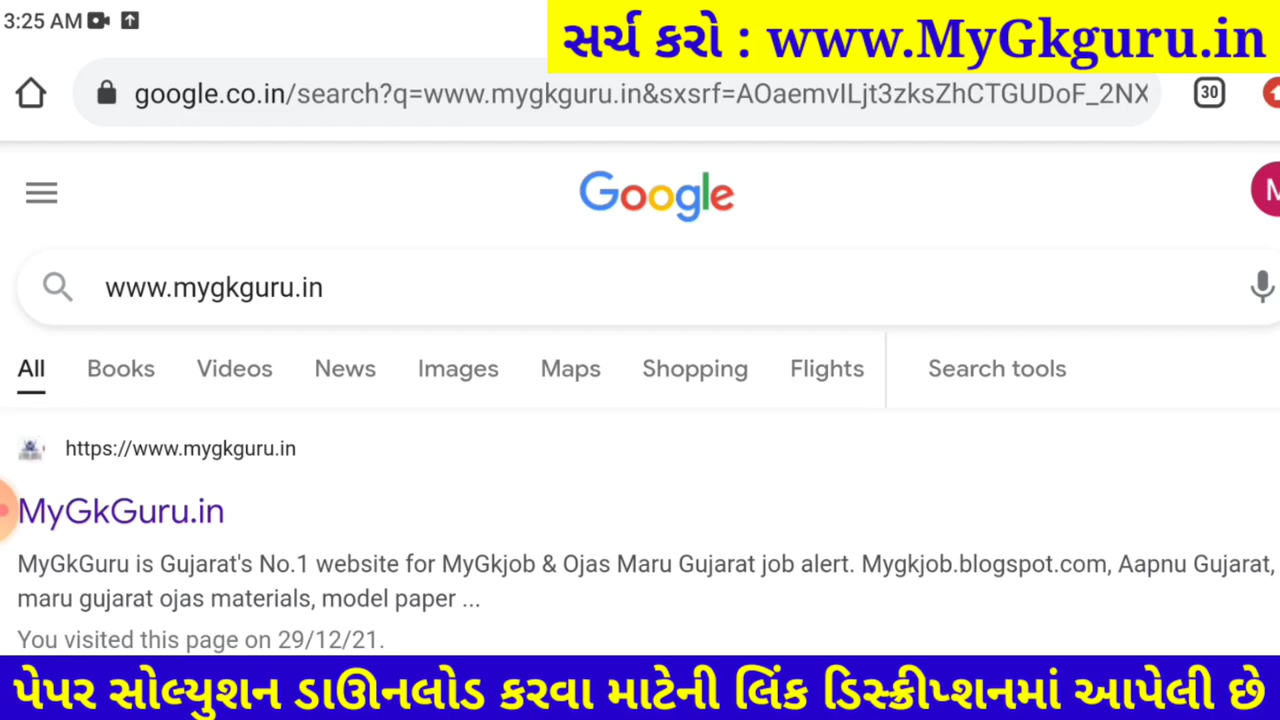 3:25 AM
સર્ચ કરો : www.MyGkguru.in
google.co.in/search?q=www.mygkguru.in&sxsrf=AOaemvILjt3zksZhCTGUDoF_2NX
30
Google
M
www.mygkguru.in
All Books Videos News Images Maps Shopping Flights Search tools
https://www.mygkguru.in
MyGkGuru.in
MyGkGuru is Gujarat's No.1 website for MyGkjob & Ojas Maru Gujarat job alert. Mygkjob.blogspot.com, Aapnu Gujarat,
maru gujarat ojas materials, model paper ...
You visited this page on 29/12/21.
પેપર સોલ્યુશન ડાઊનલોડ કરવા માટેની લિંક ડિસ્ક્રીપ્શનમાં આપેલી છે